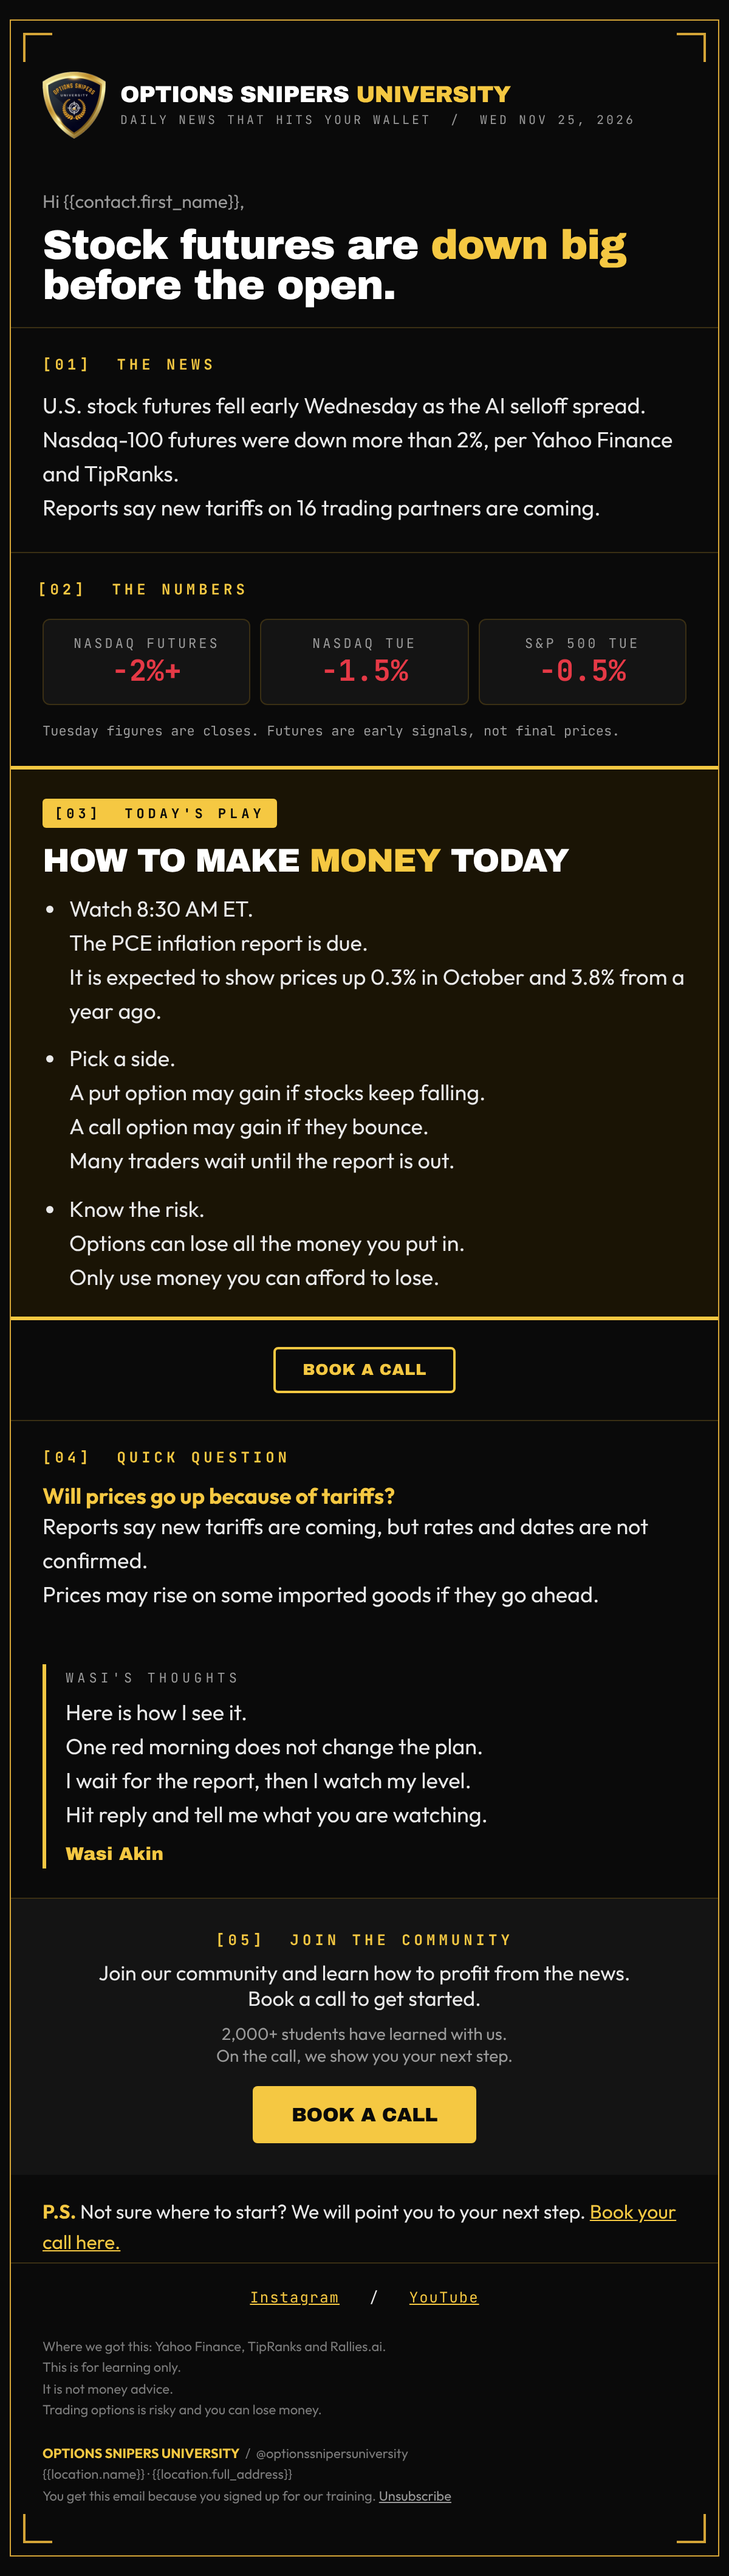 OPTIONS SNIPERS
UNIVERSITY
OPTIONS SNIPERS UNIVERSITY
DAILY NEWS THAT HITS YOUR WALLET / WED NOV 25, 2026
Hi {{contact.first_name}},
Stock futures are down big
before the open.
[01] THE NEWS
U.S. stock futures fell early Wednesday as the AI selloff spread.
Nasdaq-100 futures were down more than 2%, per Yahoo Finance
and TipRanks.
Reports say new tariffs on 16 trading partners are coming.
[02] THE NUMBERS
NASDAQ FUTURES
-2%+
NASDAQ TUE
-1.5%
S&P 500 TUE
-0.5%
Tuesday figures are closes. Futures are early signals, not final prices.
[03] TODAY'S PLAY
HOW TO MAKE MONEY TODAY
• Watch 8:30 AM ET.
The PCE inflation report is due.
It is expected to show prices up 0.3% in October and 3.8% from a
year ago.
• Pick a side.
A put option may gain if stocks keep falling.
A call option may gain if they bounce.
Many traders wait until the report is out.
• Know the risk.
Options can lose all the money you put in.
Only use money you can afford to lose.
BOOK A CALL
[04] QUICK QUESTION
Will prices go up because of tariffs?
Reports say new tariffs are coming, but rates and dates are not
confirmed.
Prices may rise on some imported goods if they go ahead.
WASI'S THOUGHTS
Here is how I see it.
One red morning does not change the plan.
I wait for the report, then I watch my level.
Hit reply and tell me what you are watching.
Wasi Akin
[05] JOIN THE COMMUNITY
Join our community and learn how to profit from the news.
Book a call to get started.
2,000+ students have learned with us.
On the call, we show you your next step.
BOOK A CALL
P.S. Not sure where to start? We will point you to your next step. Book your
call here.
Instagram / YouTube
Where we got this: Yahoo Finance, TipRanks and Rallies.ai.
This is for learning only.
It is not money advice.
Trading options is risky and you can lose money.
OPTIONS SNIPERS UNIVERSITY / @optionssnipersuniversity
{{location.name}} · {{location.full_address}}
You get this email because you signed up for our training. Unsubscribe